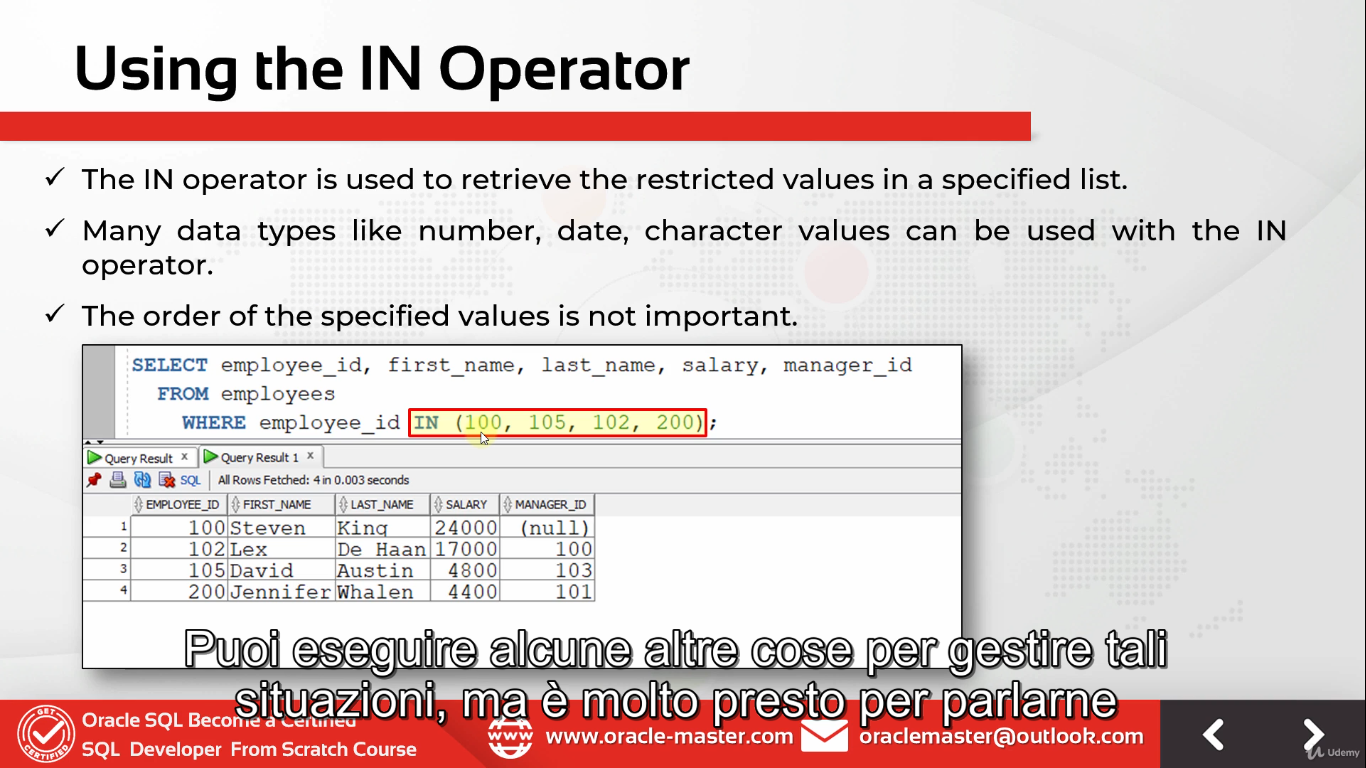 Using the IN Operator
✓ The IN operator is used to retrieve the restricted values in a specified list.
✓ Many data types like number, date, character values can be used with the IN
operator.
✓ The order of the specified values is not important.
SELECT employee_id, first_name, last_name, salary, manager_id
FROM employees
WHERE employee_id IN (100, 105, 102, 200);
Query Result x Query Result 1 x
SQL | All Rows Fetched: 4 in 0.003 seconds
EMPLOYEE_ID FIRST_NAME LAST_NAME SALARY MANAGER_ID
1 100 Steven King 24000 (null)
2 102 Lex De Haan 17000 100
3 105 David Austin 4800 103
4 200 Jennifer Whalen 4400 101
Puoi eseguire alcune altre cose per gestire tali
situazioni, ma è molto presto per parlarne
GET
CERTIFIED
Oracle SQL Become a Certified
SQL Developer From Scratch Course
www.oracle-master.com
oraclemaster@outlook.com
Udemy